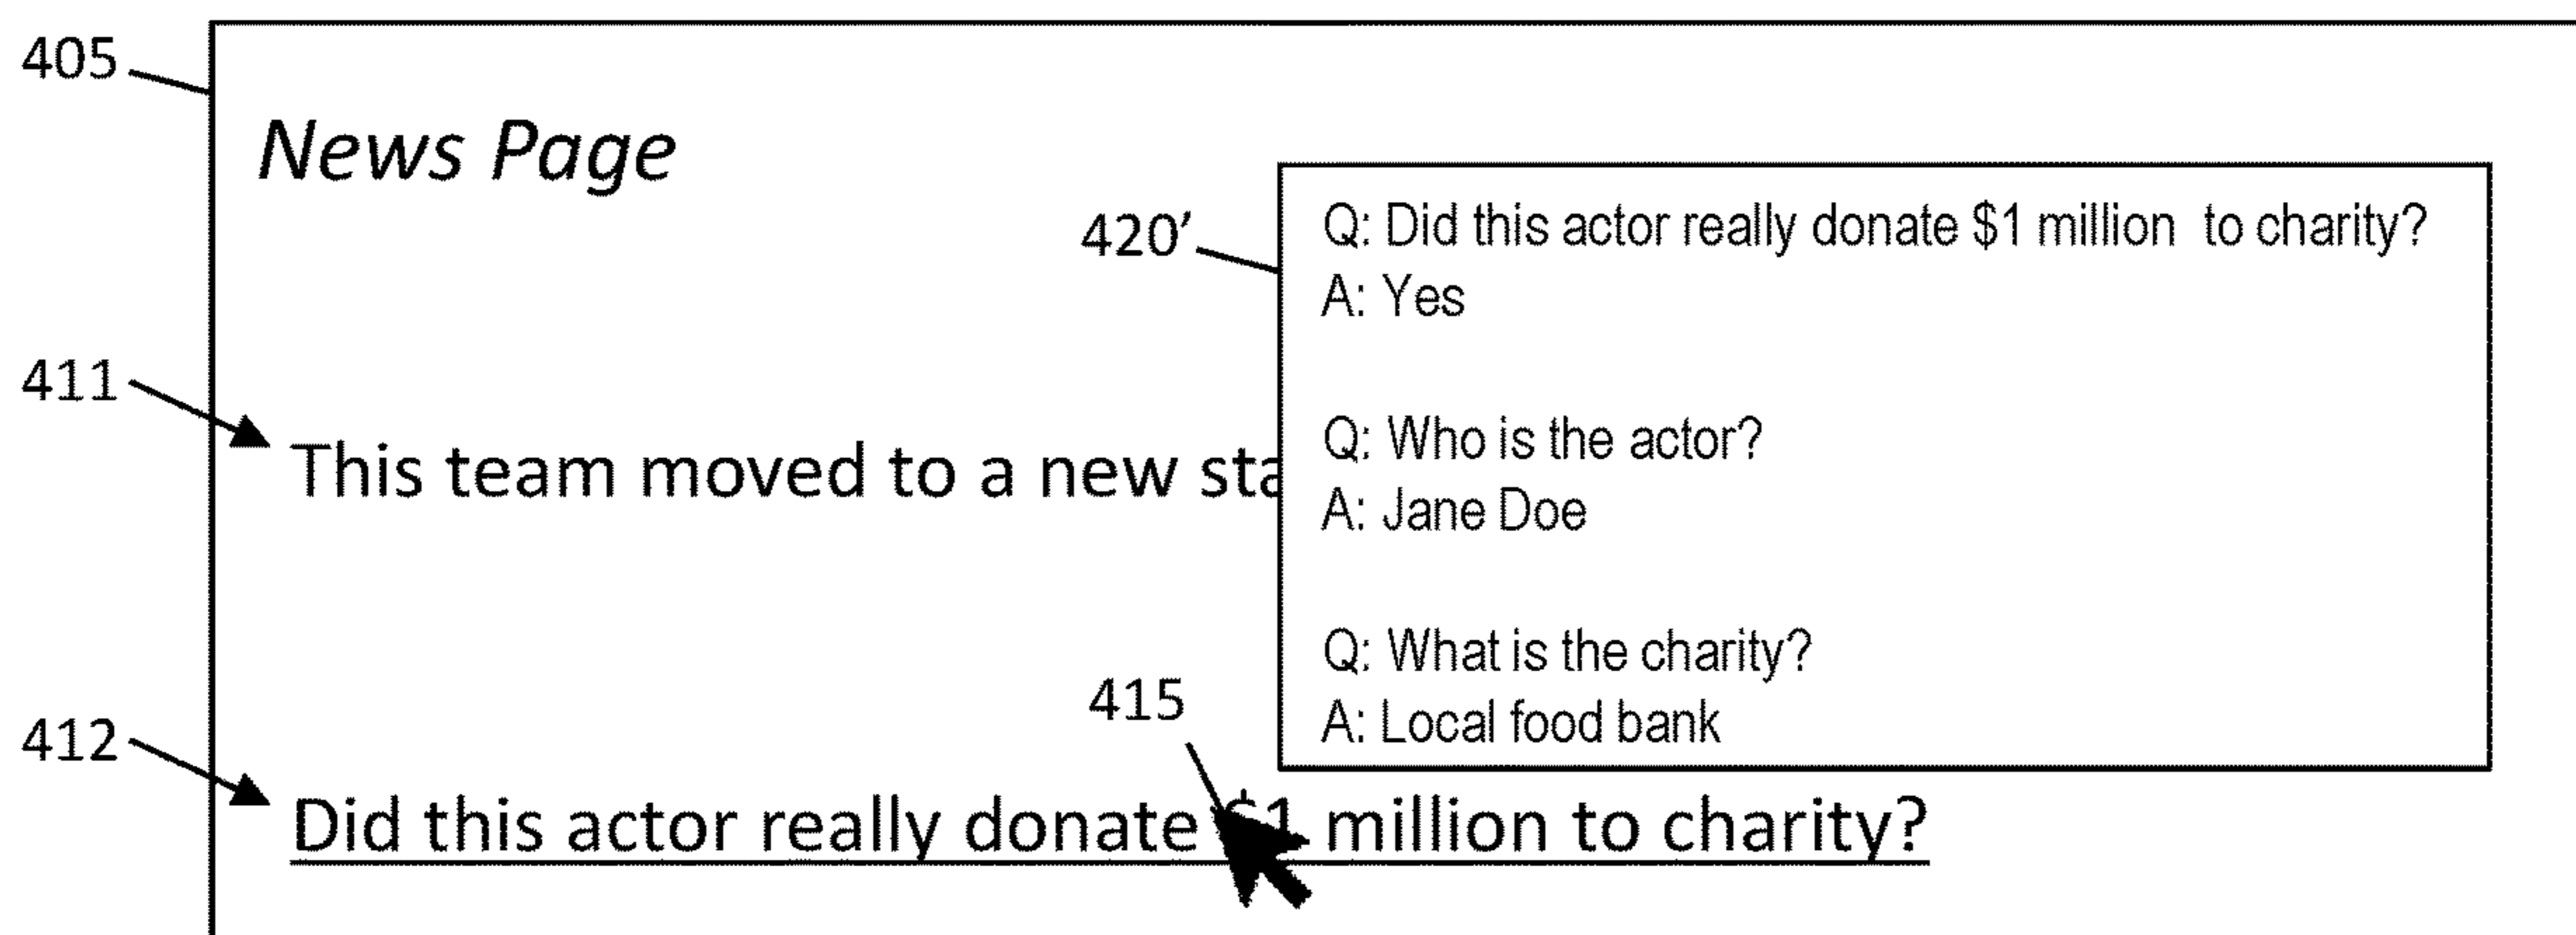 405
News Page
420′
Q: Did this actor really donate $1 million to charity?
A: Yes
411
This team moved to a new sta
Q: Who is the actor?
A: Jane Doe
Q: What is the charity?
A: Local food bank
415
412
Did this actor really donate $1 million to charity?